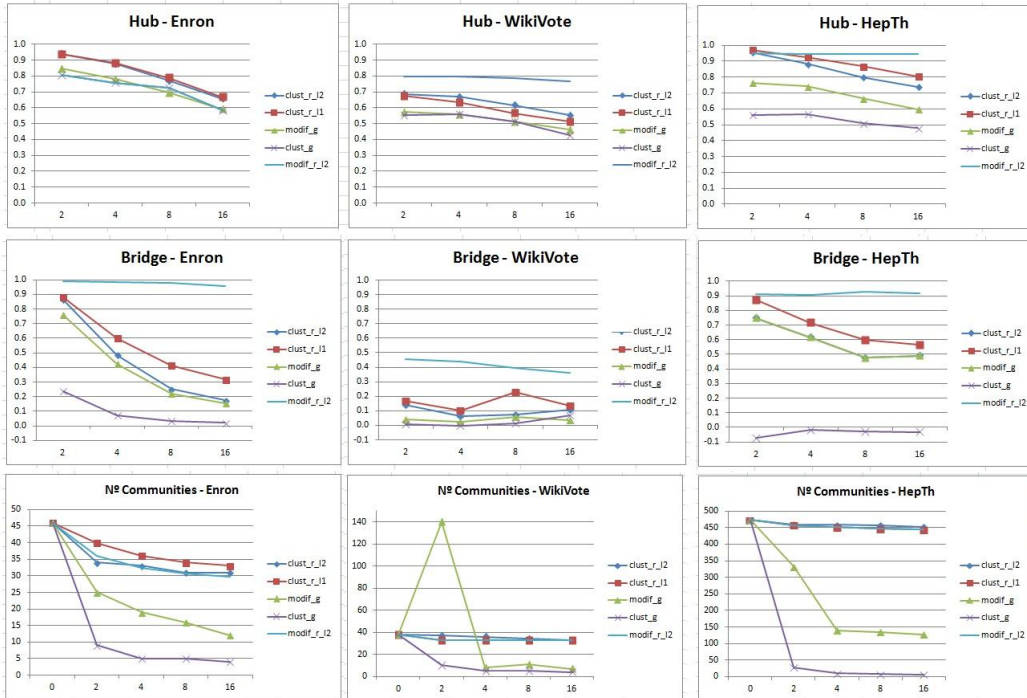 Hub - Enron
1.0
0.9
0.8
0.7
0.6
0.5
0.4
0.3
0.2
0.1
0.0
2 4 8 16
clust_r_l2
clust_r_l1
modif_g
clust_g
modif_r_l2
Hub - WikiVote
1.0
0.9
0.8
0.7
0.6
0.5
0.4
0.3
0.2
0.1
0.0
2 4 8 16
clust_r_l2
clust_r_l1
modif_g
clust_g
modif_r_l2
Hub - HepTh
1.0
0.9
0.8
0.7
0.6
0.5
0.4
0.3
0.2
0.1
0.0
2 4 8 16
clust_r_l2
clust_r_l1
modif_g
clust_g
modif_r_l2
Bridge - Enron
1.0
0.9
0.8
0.7
0.6
0.5
0.4
0.3
0.2
0.1
0.0
-0.1
2 4 8 16
clust_r_l2
clust_r_l1
modif_g
clust_g
modif_r_l2
Bridge - WikiVote
1.0
0.9
0.8
0.7
0.6
0.5
0.4
0.3
0.2
0.1
0.0
-0.1
2 4 8 16
clust_r_l2
clust_r_l1
modif_g
clust_g
modif_r_l2
Bridge - HepTh
1.0
0.9
0.8
0.7
0.6
0.5
0.4
0.3
0.2
0.1
0.0
-0.1
2 4 8 16
clust_r_l2
clust_r_l1
modif_g
clust_g
modif_r_l2
Nº Communities - Enron
50
45
40
35
30
25
20
15
10
5
0
0 2 4 8 16
clust_r_l2
clust_r_l1
modif_g
clust_g
modif_r_l2
Nº Communities - WikiVote
140
120
100
80
60
40
20
0
0 2 4 8 16
clust_r_l2
clust_r_l1
modif_g
clust_g
modif_r_l2
Nº Communities - HepTh
500
450
400
350
300
250
200
150
100
50
0
0 2 4 8 16
clust_r_l2
clust_r_l1
modif_g
clust_g
modif_r_l2